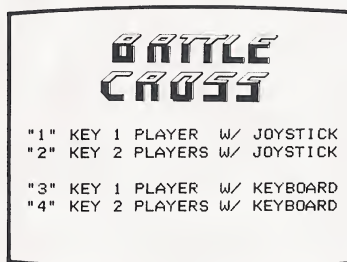 BATTLE
CROSS
"1" KEY 1 PLAYER W/ JOYSTICK
"2" KEY 2 PLAYERS W/ JOYSTICK
"3" KEY 1 PLAYER W/ KEYBOARD
"4" KEY 2 PLAYERS W/ KEYBOARD